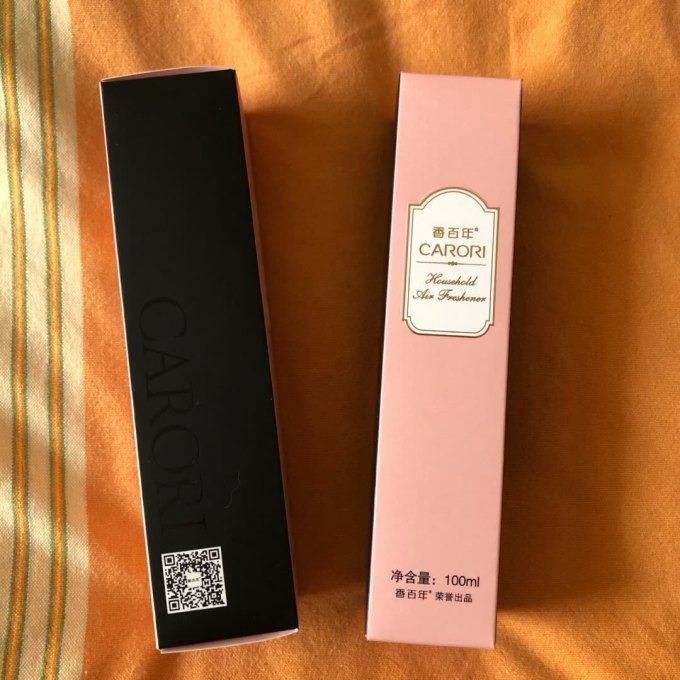 CARORI
香百年®
CARORI
Household
Air Freshener
净含量：100ml
香百年® 荣誉出品